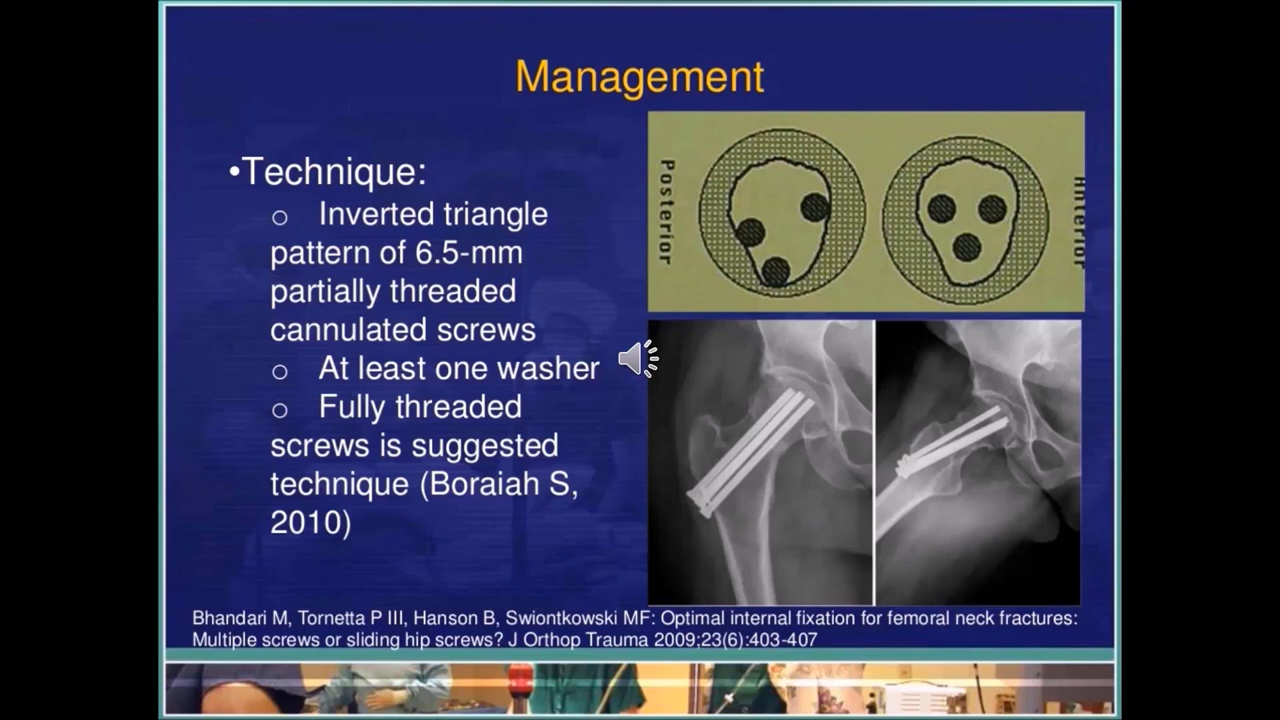 Management
•Technique:
o Inverted triangle
pattern of 6.5-mm
partially threaded
cannulated screws
o At least one washer
o Fully threaded
screws is suggested
technique (Boraiah S,
2010)
Posterior
Anterior
Bhandari M, Tornetta P III, Hanson B, Swiontkowski MF: Optimal internal fixation for femoral neck fractures:
Multiple screws or sliding hip screws? J Orthop Trauma 2009;23(6):403-407